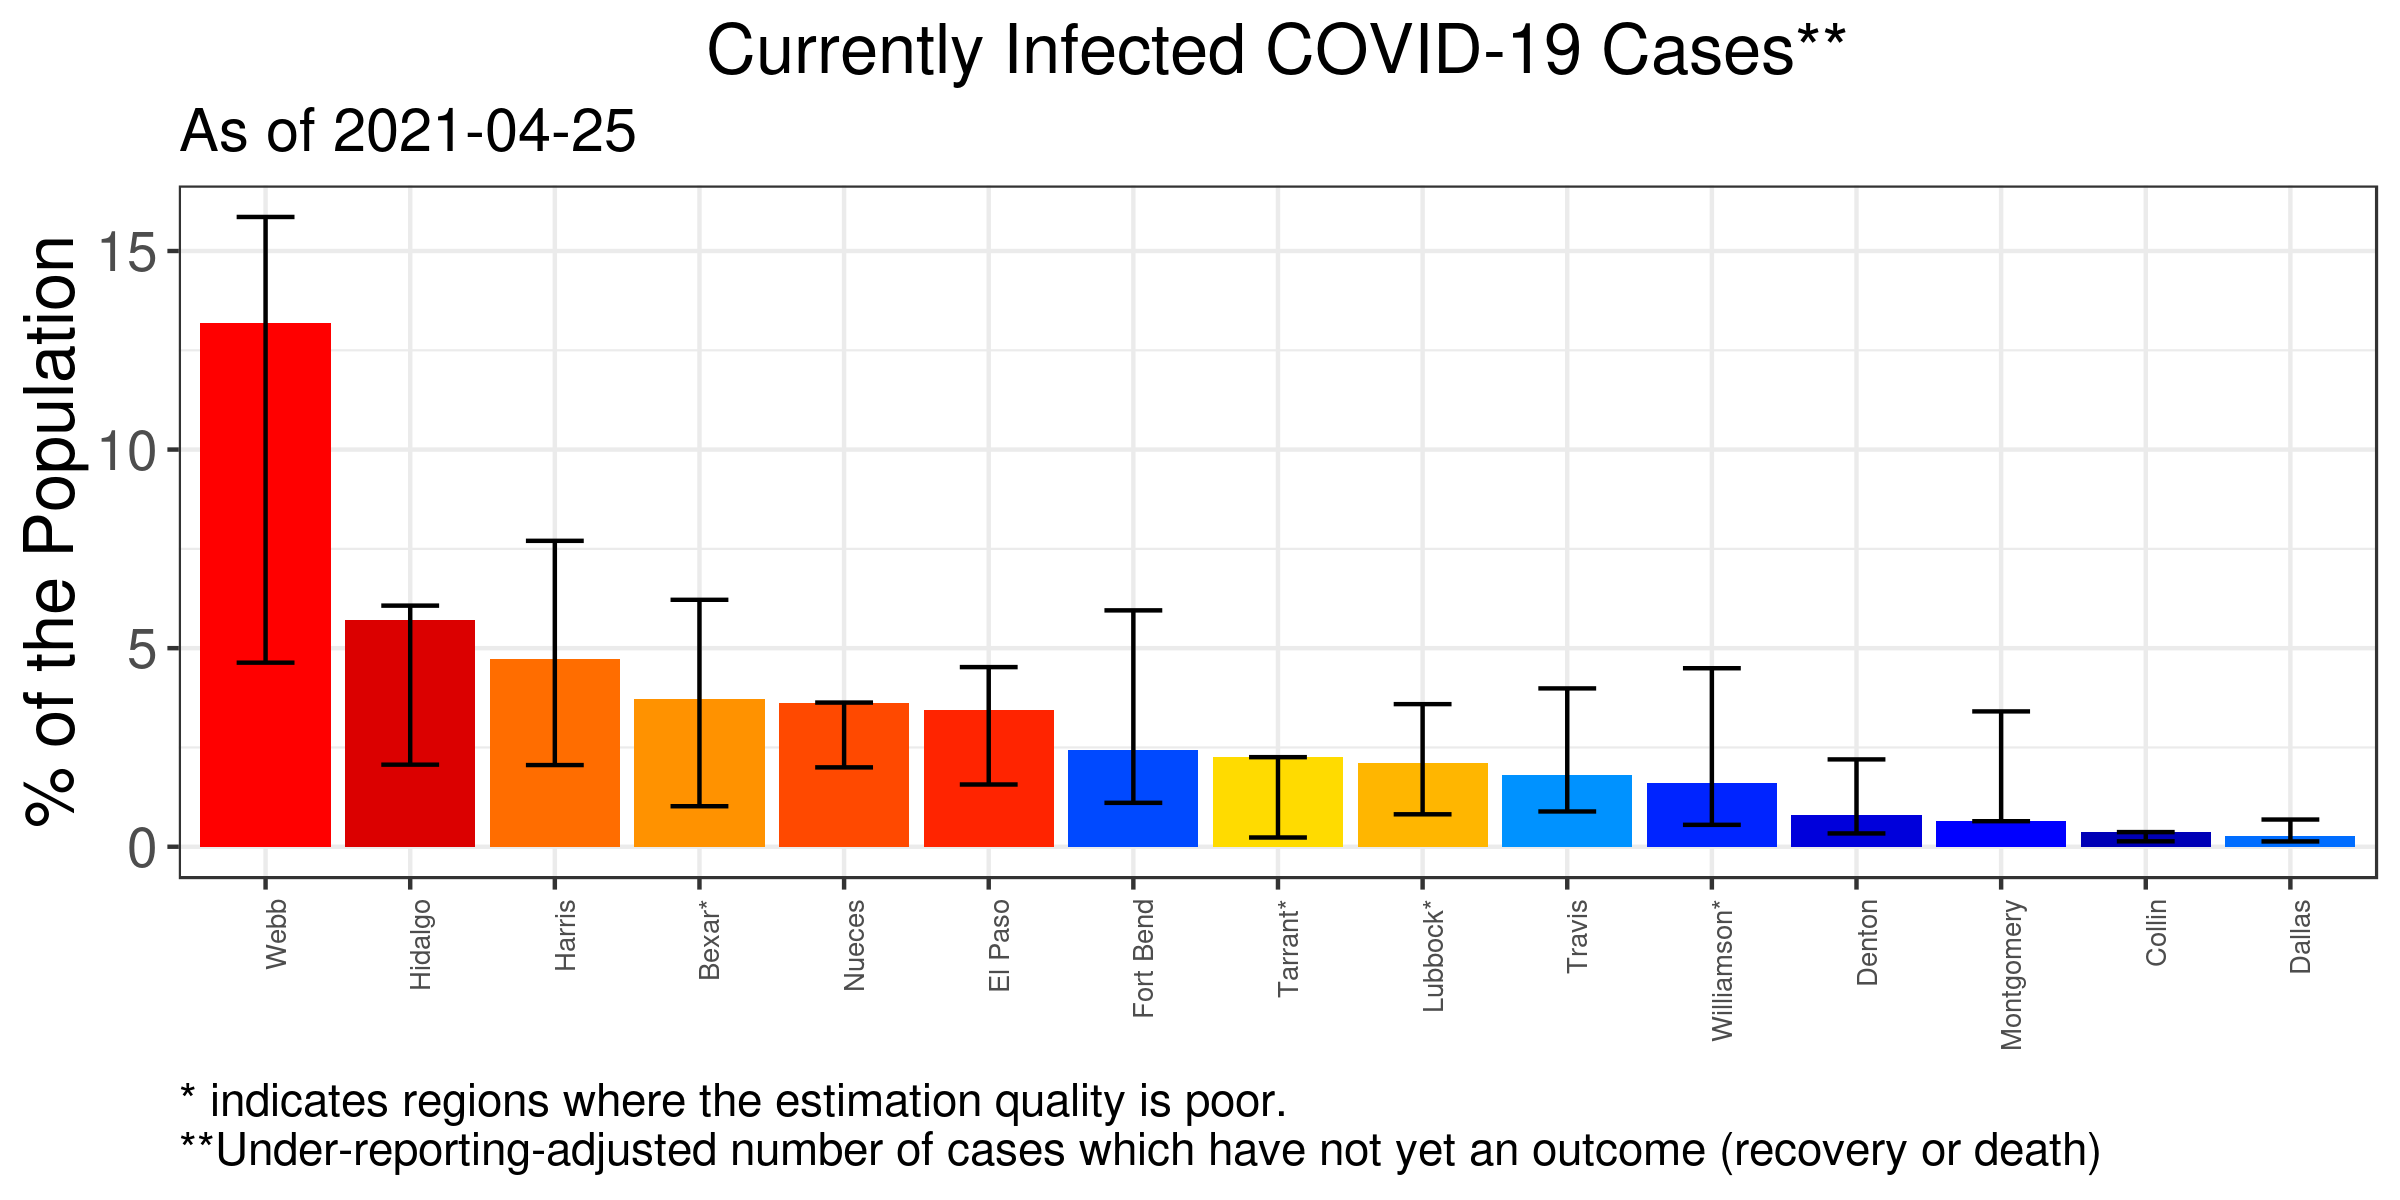 Currently Infected COVID-19 Cases**
As of 2021-04-25
% of the Population
15
10
5
0
Webb
Hidalgo
Harris
Bexar*
Nueces
El Paso
Fort Bend
Tarrant*
Lubbock*
Travis
Williamson*
Denton
Montgomery
Collin
Dallas
* indicates regions where the estimation quality is poor.
**Under-reporting-adjusted number of cases which have not yet an outcome (recovery or death)